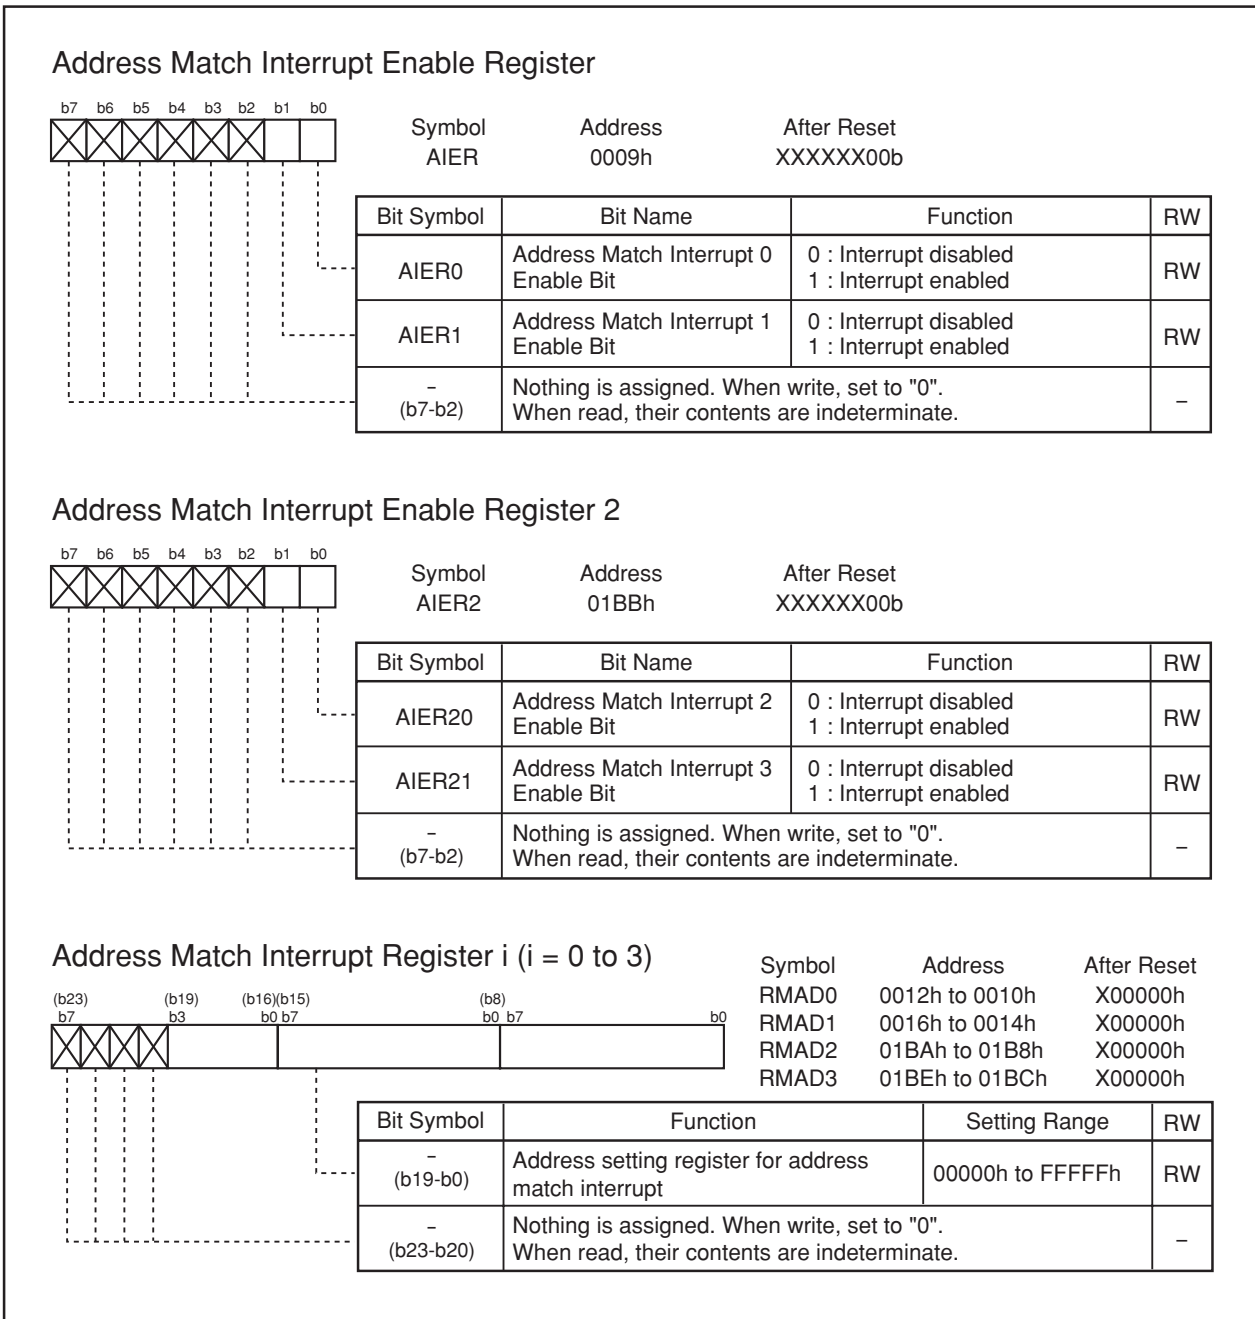 Address Match Interrupt Enable Register
b7 b6 b5 b4 b3 b2 b1 b0
Symbol Address After Reset
AIER 0009h XXXXXX00b
Bit Symbol Bit Name Function RW
AIER0 Address Match Interrupt 0 Enable Bit 0 : Interrupt disabled 1 : Interrupt enabled RW
AIER1 Address Match Interrupt 1 Enable Bit 0 : Interrupt disabled 1 : Interrupt enabled RW
– (b7-b2) Nothing is assigned. When write, set to "0". When read, their contents are indeterminate. –
Address Match Interrupt Enable Register 2
b7 b6 b5 b4 b3 b2 b1 b0
Symbol Address After Reset
AIER2 01BBh XXXXXX00b
Bit Symbol Bit Name Function RW
AIER20 Address Match Interrupt 2 Enable Bit 0 : Interrupt disabled 1 : Interrupt enabled RW
AIER21 Address Match Interrupt 3 Enable Bit 0 : Interrupt disabled 1 : Interrupt enabled RW
– (b7-b2) Nothing is assigned. When write, set to "0". When read, their contents are indeterminate. –
Address Match Interrupt Register i (i = 0 to 3)
Symbol Address After Reset
RMAD0 0012h to 0010h X00000h
RMAD1 0016h to 0014h X00000h
RMAD2 01BAh to 01B8h X00000h
RMAD3 01BEh to 01BCh X00000h
(b23) (b19) (b16)(b15) (b8)
b7 b3 b0 b7 b0 b7 b0
Bit Symbol Function Setting Range RW
– (b19-b0) Address setting register for address match interrupt 00000h to FFFFFh RW
– (b23-b20) Nothing is assigned. When write, set to "0". When read, their contents are indeterminate. –